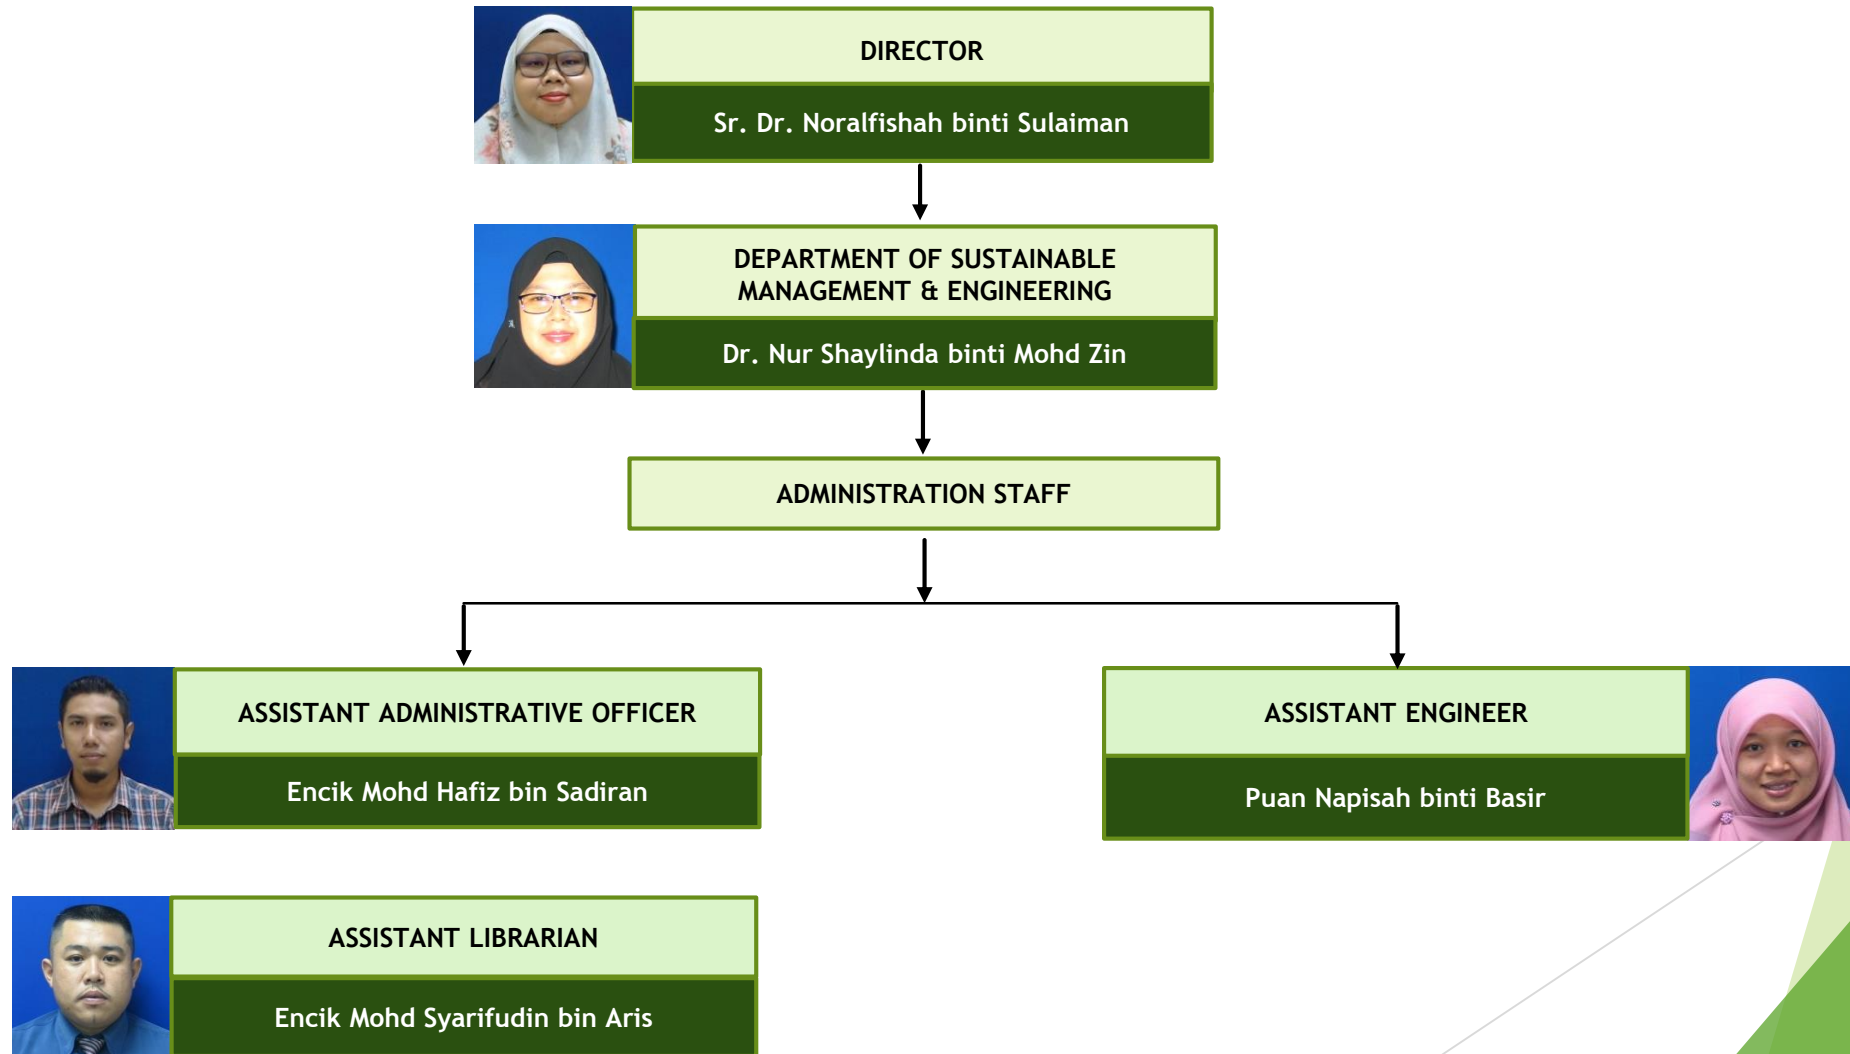 DIRECTOR
Sr. Dr. Noralfishah binti Sulaiman
DEPARTMENT OF SUSTAINABLE
MANAGEMENT & ENGINEERING
Dr. Nur Shaylinda binti Mohd Zin
ADMINISTRATION STAFF
ASSISTANT ADMINISTRATIVE OFFICER
Encik Mohd Hafiz bin Sadiran
ASSISTANT ENGINEER
Puan Napisah binti Basir
ASSISTANT LIBRARIAN
Encik Mohd Syarifudin bin Aris